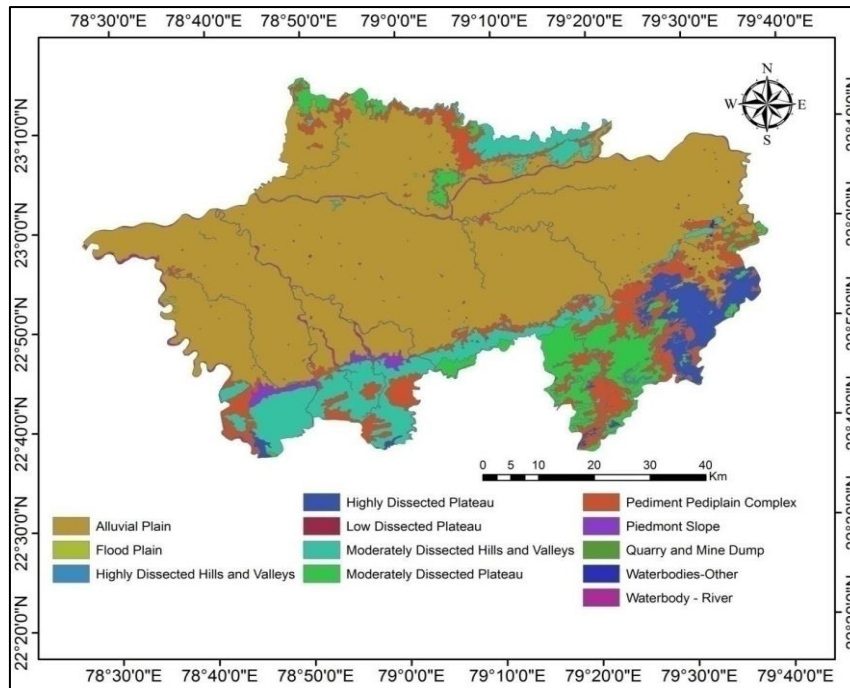 78°30'0"E 78°40'0"E 78°50'0"E 79°0'0"E 79°10'0"E 79°20'0"E 79°30'0"E 79°40'0"E
N
W E
S
23°10'0"N
23°0'0"N
22°50'0"N
22°40'0"N
22°30'0"N
22°20'0"N
0 5 10 20 30 40
Km
Alluvial Plain
Flood Plain
Highly Dissected Hills and Valleys
Highly Dissected Plateau
Low Dissected Plateau
Moderately Dissected Hills and Valleys
Moderately Dissected Plateau
Pediment Pediplain Complex
Piedmont Slope
Quarry and Mine Dump
Waterbodies-Other
Waterbody - River
78°30'0"E 78°40'0"E 78°50'0"E 79°0'0"E 79°10'0"E 79°20'0"E 79°30'0"E 79°40'0"E